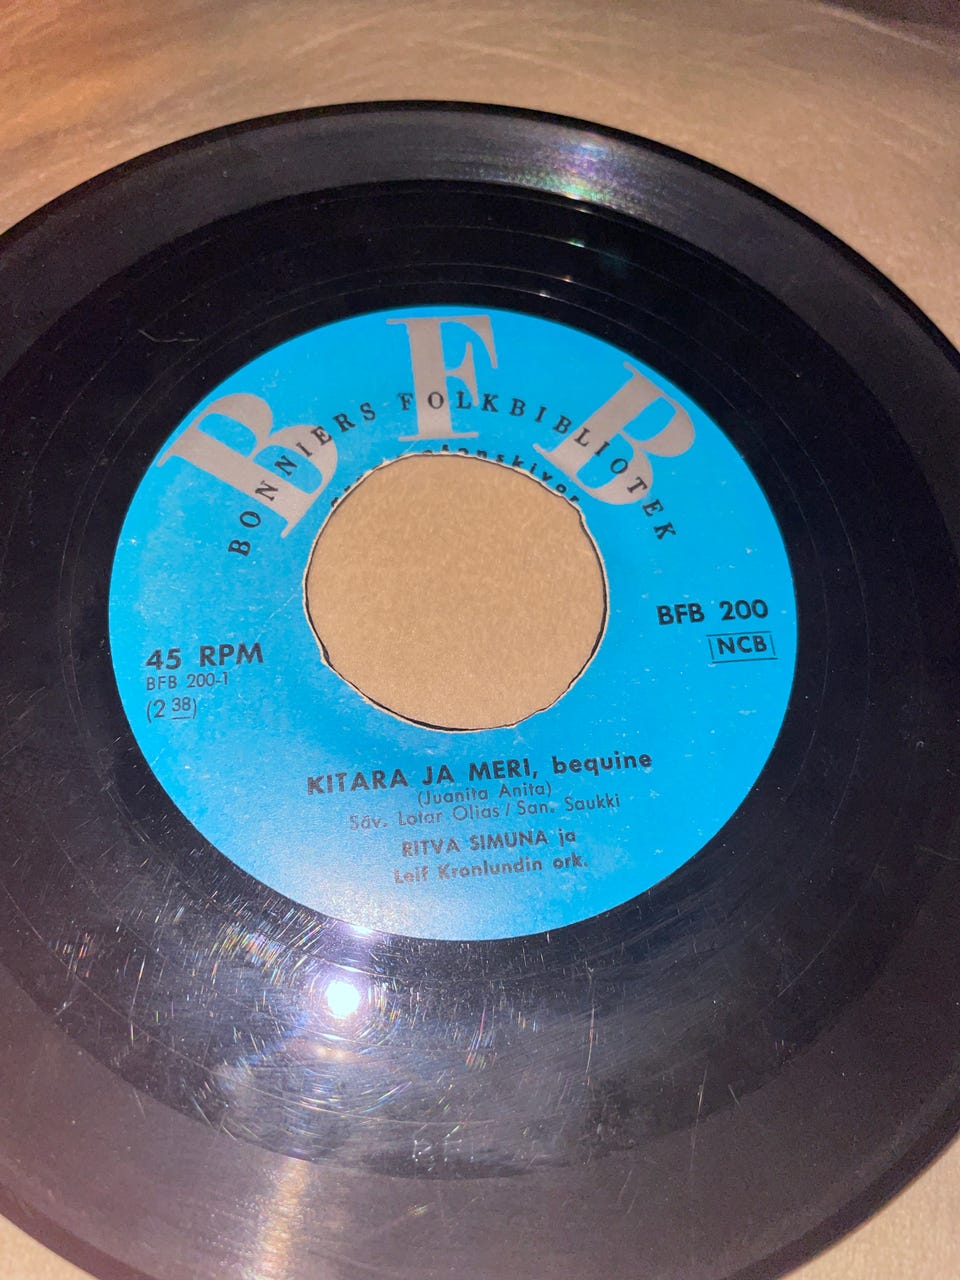 B F B
BONNIERS FOLKBIBLIOTEK
45 RPM
BFB 200-1
(2 38)
BFB 200
NCB
KITARA JA MERI, bequine
(Juanita Anita)
Säv. Lotar Olias / San. Saukki
RITVA SIMUNA ja
Leif Kronlundin ork.